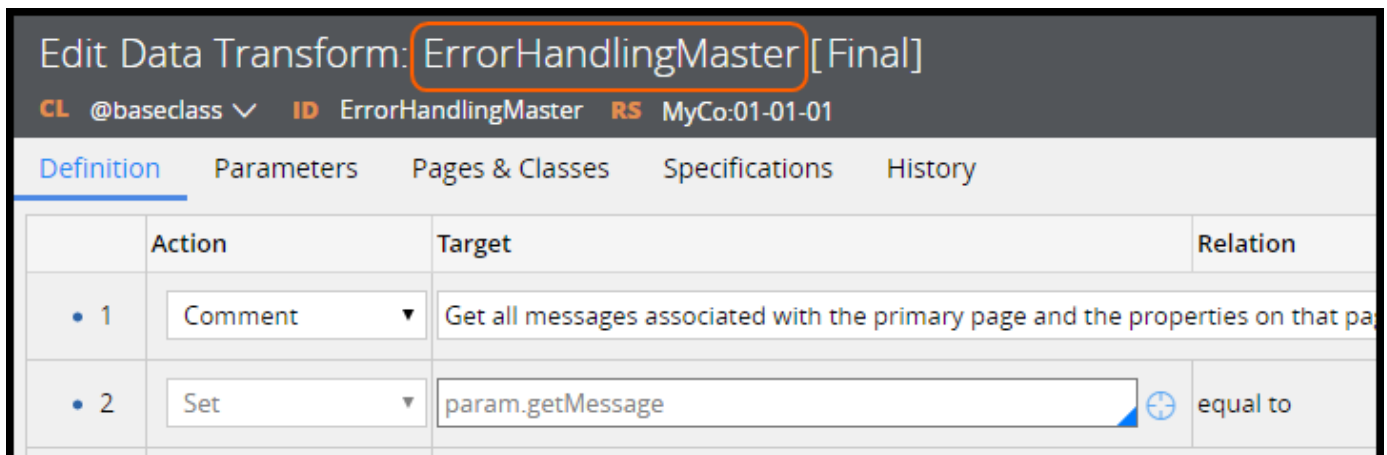 Edit Data Transform: ErrorHandlingMaster [Final]
CL @baseclass ID ErrorHandlingMaster RS MyCo:01-01-01
Definition Parameters Pages & Classes Specifications History
Action Target Relation
1 Comment Get all messages associated with the primary page and the properties on that
2 Set param.getMessage equal to